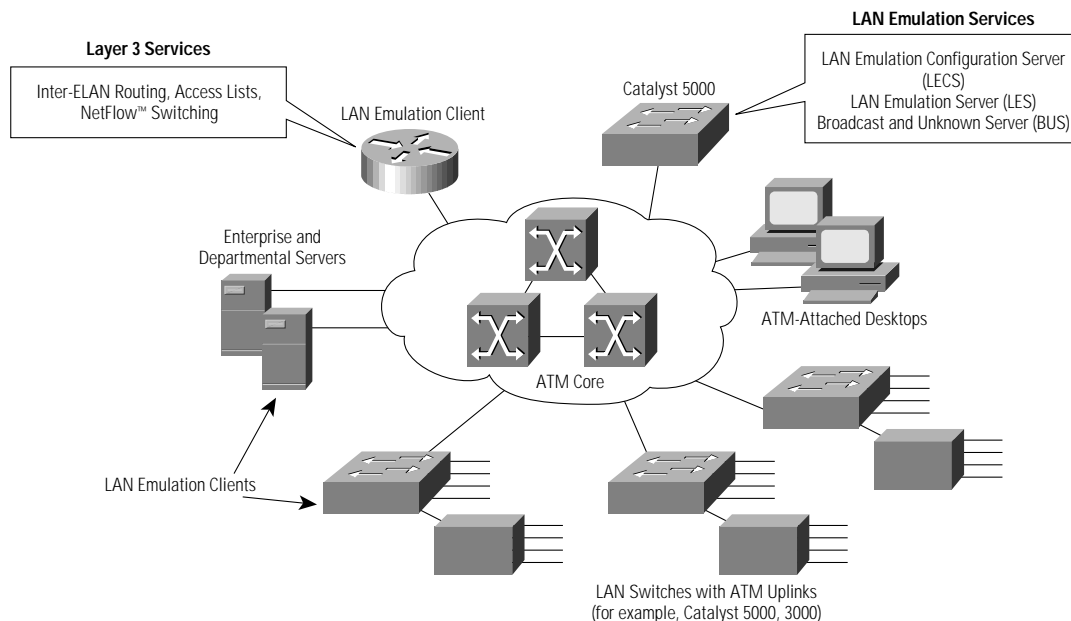 LAN Emulation Services
LAN Emulation Configuration Server
(LECS)
LAN Emulation Server (LES)
Broadcast and Unknown Server (BUS)
Layer 3 Services
Inter-ELAN Routing, Access Lists,
NetFlow™ Switching
LAN Emulation Client
Catalyst 5000
Enterprise and
Departmental Servers
ATM-Attached Desktops
ATM Core
LAN Emulation Clients
LAN Switches with ATM Uplinks
(for example, Catalyst 5000, 3000)